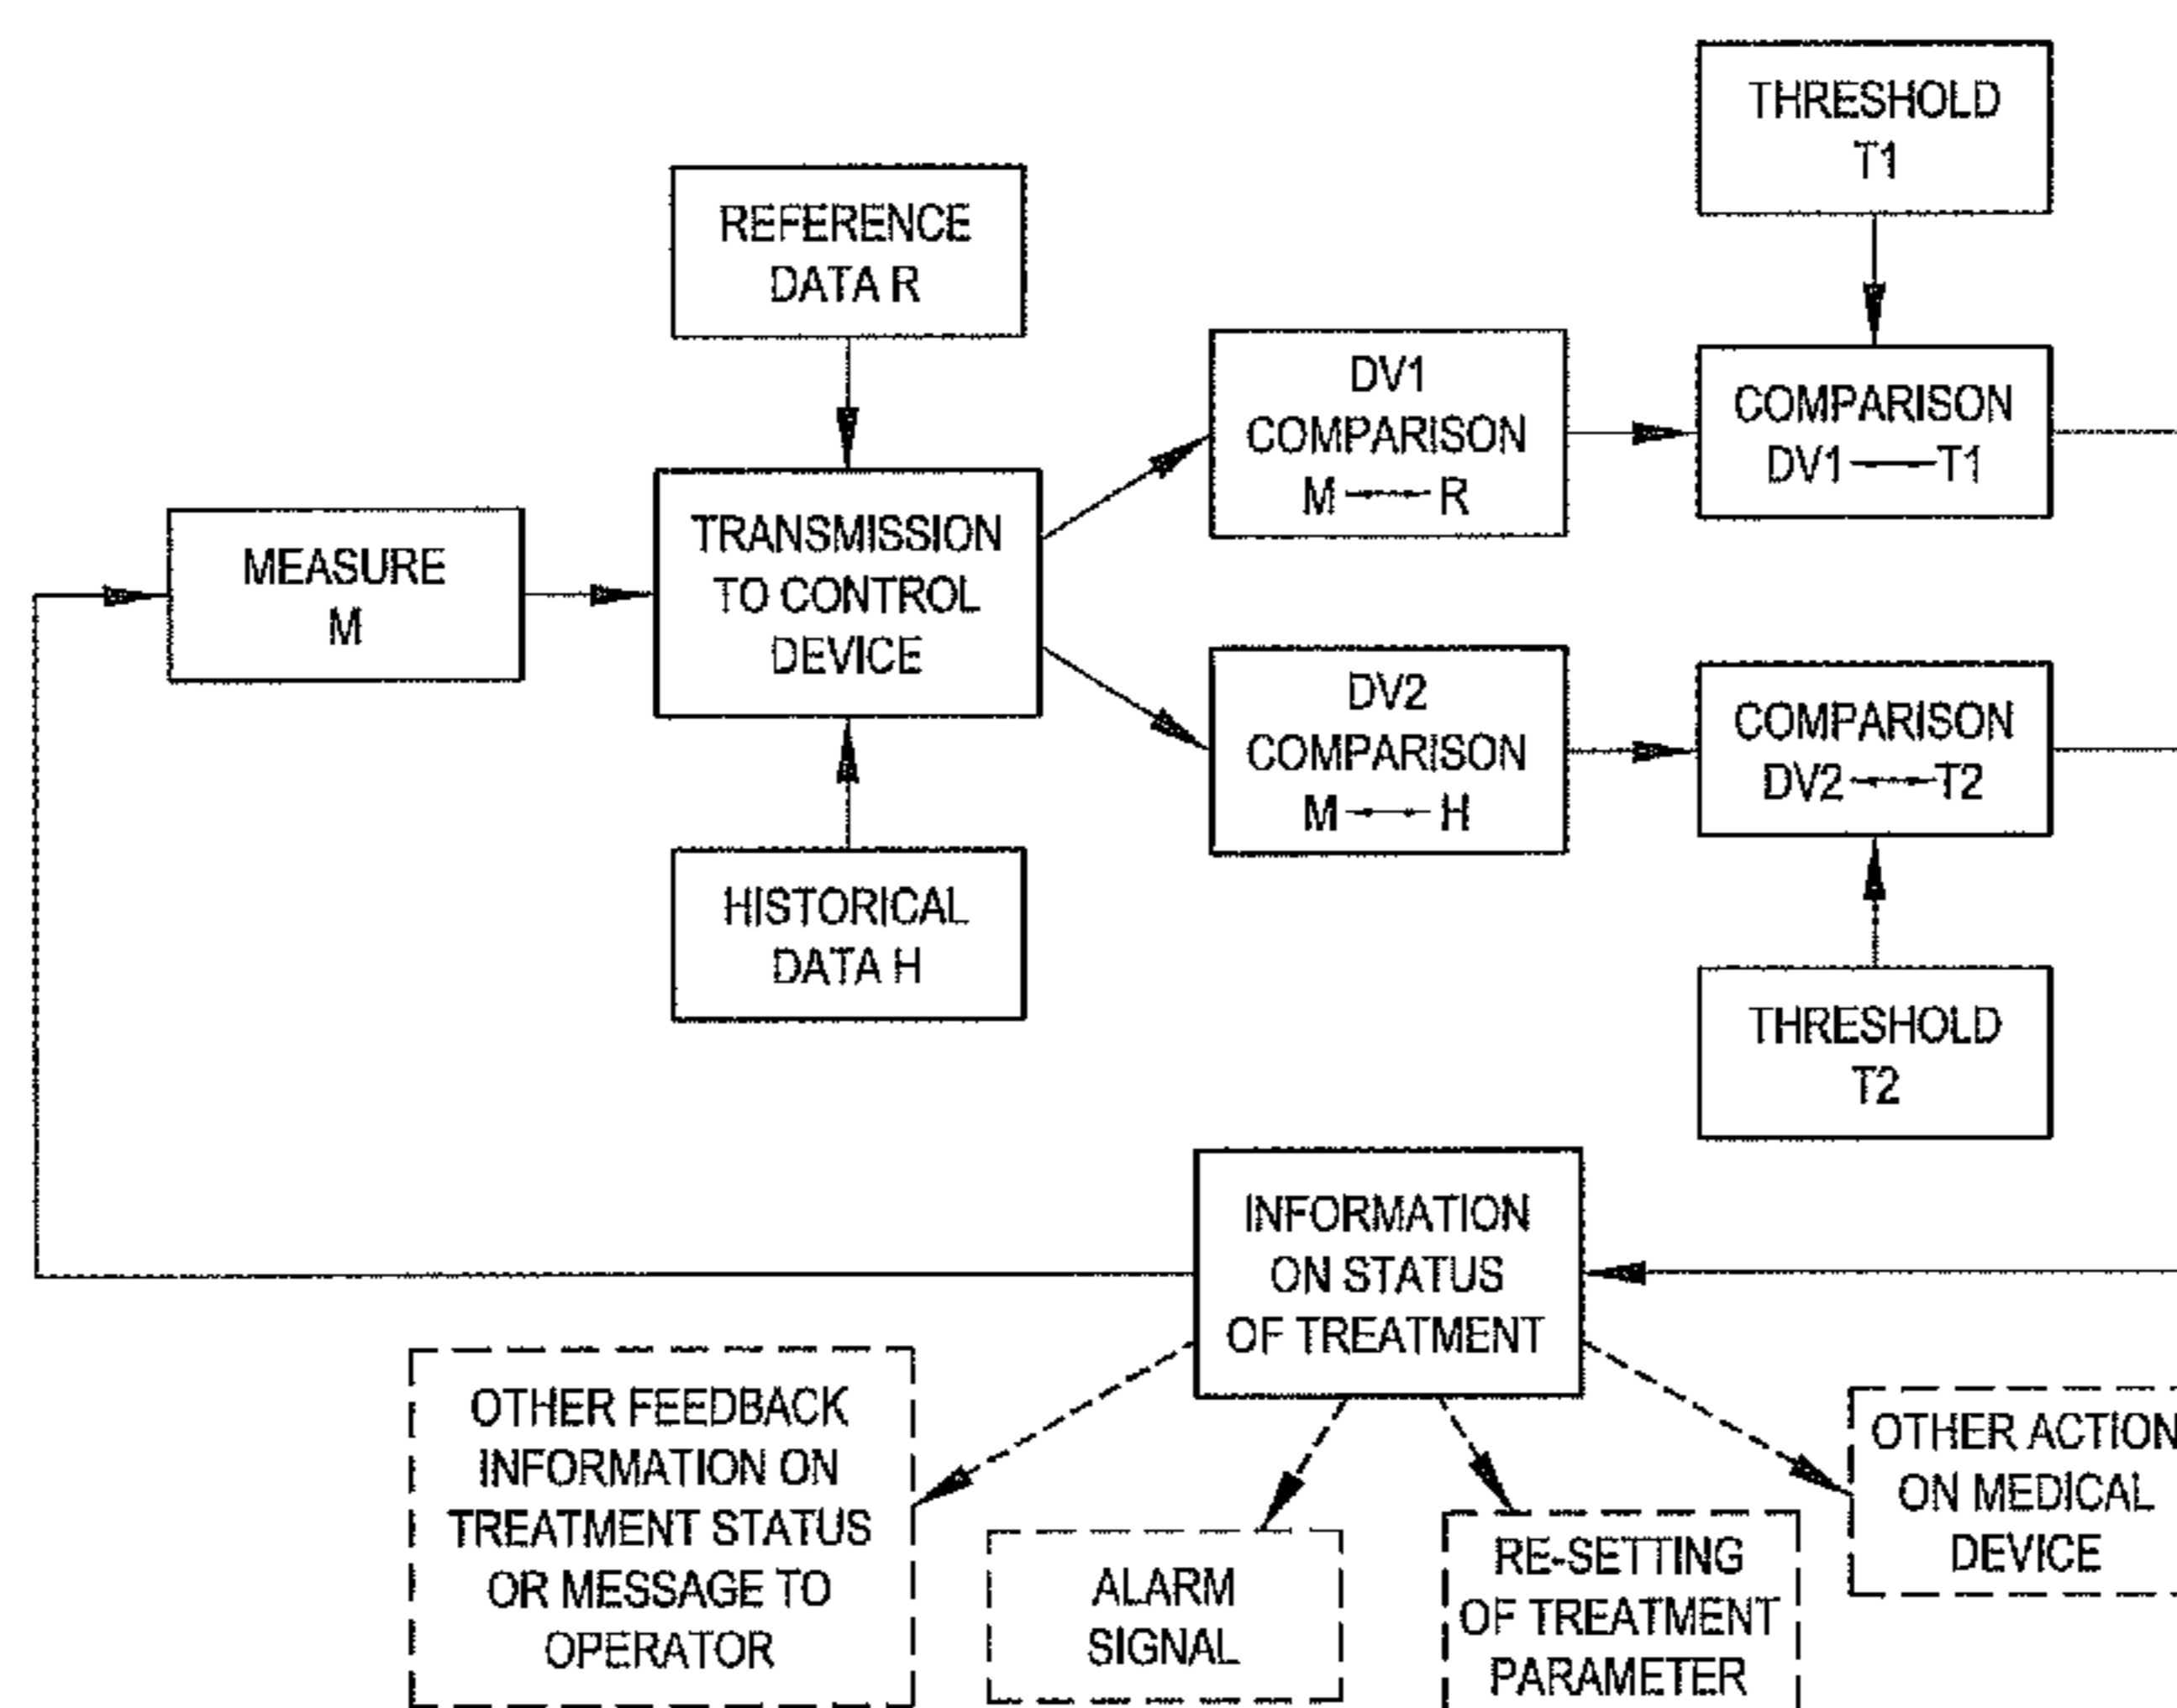 THRESHOLD
T1
REFERENCE
DATA R
DV1
COMPARISON
M R
COMPARISON
DV1 T1
MEASURE
M
TRANSMISSION
TO CONTROL
DEVICE
DV2
COMPARISON
M H
COMPARISON
DV2 T2
HISTORICAL
DATA H
THRESHOLD
T2
INFORMATION
ON STATUS
OF TREATMENT
OTHER FEEDBACK
INFORMATION ON
TREATMENT STATUS
OR MESSAGE TO
OPERATOR
ALARM
SIGNAL
RE-SETTING
OF TREATMENT
PARAMETER
OTHER ACTION
ON MEDICAL
DEVICE